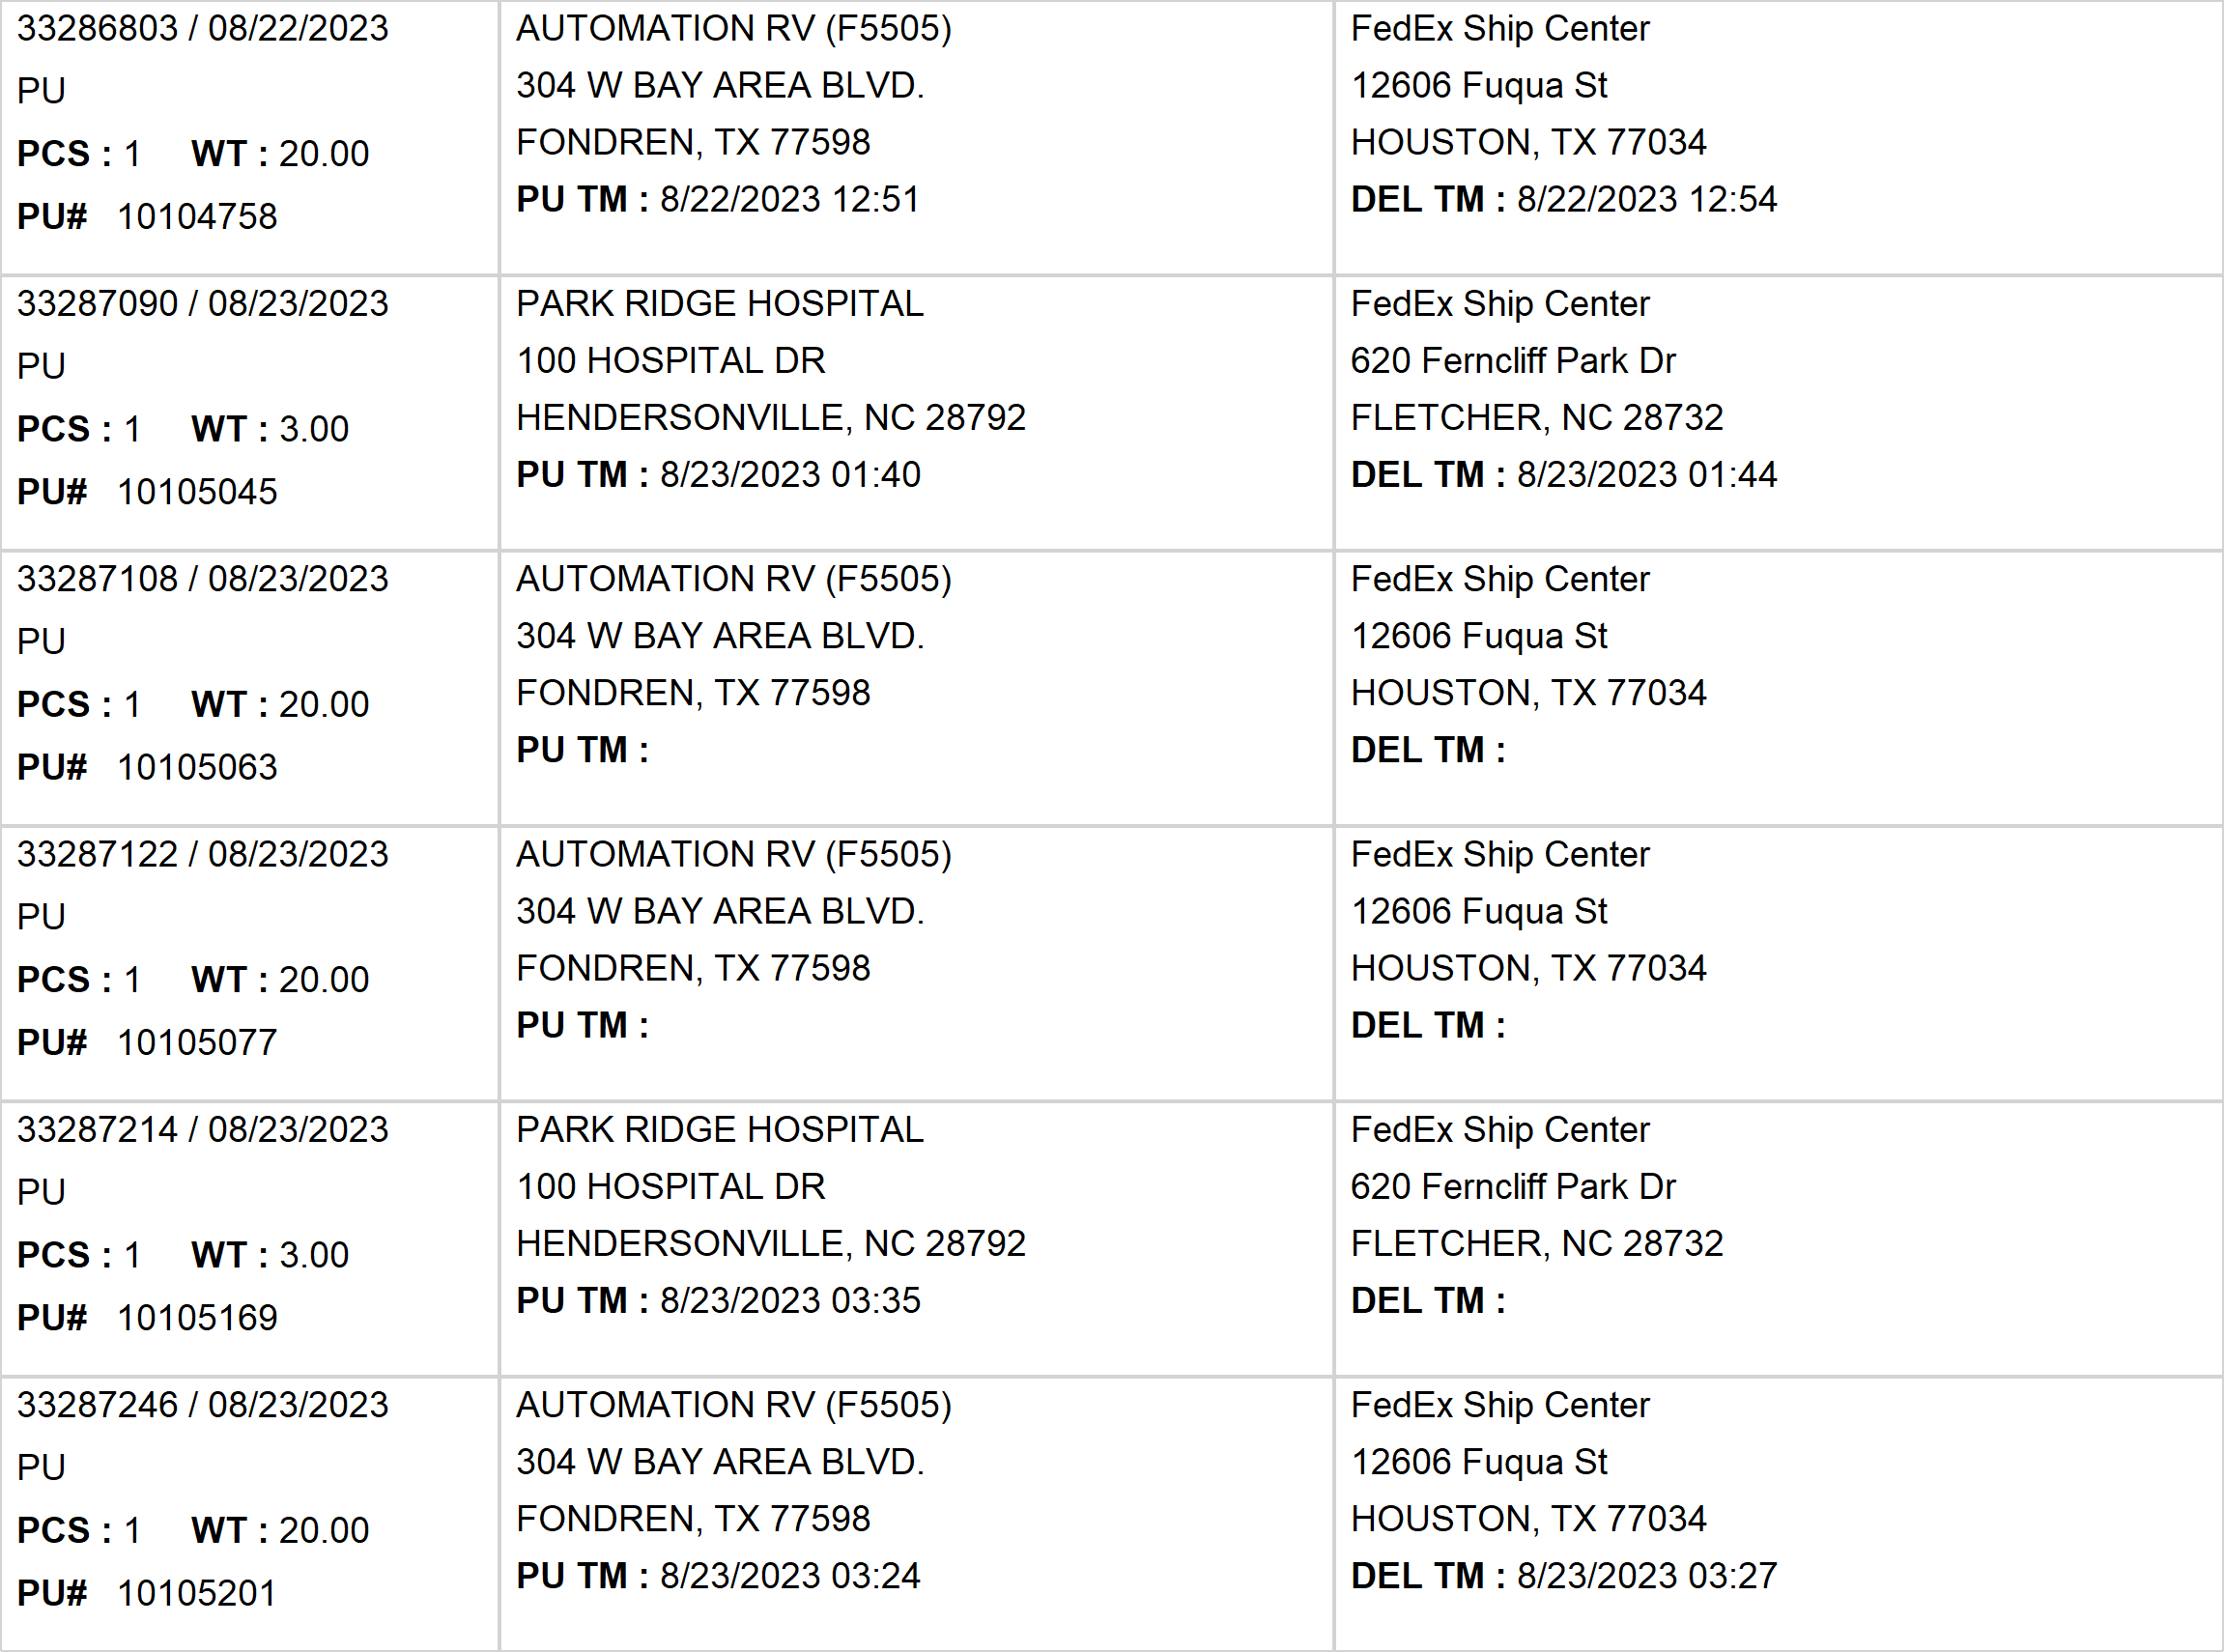 33286803 / 08/22/2023
PU
PCS : 1 WT : 20.00
PU# 10104758
AUTOMATION RV (F5505)
304 W BAY AREA BLVD.
FONDREN, TX 77598
PU TM : 8/22/2023 12:51
FedEx Ship Center
12606 Fuqua St
HOUSTON, TX 77034
DEL TM : 8/22/2023 12:54
33287090 / 08/23/2023
PU
PCS : 1 WT : 3.00
PU# 10105045
PARK RIDGE HOSPITAL
100 HOSPITAL DR
HENDERSONVILLE, NC 28792
PU TM : 8/23/2023 01:40
FedEx Ship Center
620 Ferncliff Park Dr
FLETCHER, NC 28732
DEL TM : 8/23/2023 01:44
33287108 / 08/23/2023
PU
PCS : 1 WT : 20.00
PU# 10105063
AUTOMATION RV (F5505)
304 W BAY AREA BLVD.
FONDREN, TX 77598
PU TM :
FedEx Ship Center
12606 Fuqua St
HOUSTON, TX 77034
DEL TM :
33287122 / 08/23/2023
PU
PCS : 1 WT : 20.00
PU# 10105077
AUTOMATION RV (F5505)
304 W BAY AREA BLVD.
FONDREN, TX 77598
PU TM :
FedEx Ship Center
12606 Fuqua St
HOUSTON, TX 77034
DEL TM :
33287214 / 08/23/2023
PU
PCS : 1 WT : 3.00
PU# 10105169
PARK RIDGE HOSPITAL
100 HOSPITAL DR
HENDERSONVILLE, NC 28792
PU TM : 8/23/2023 03:35
FedEx Ship Center
620 Ferncliff Park Dr
FLETCHER, NC 28732
DEL TM :
33287246 / 08/23/2023
PU
PCS : 1 WT : 20.00
PU# 10105201
AUTOMATION RV (F5505)
304 W BAY AREA BLVD.
FONDREN, TX 77598
PU TM : 8/23/2023 03:24
FedEx Ship Center
12606 Fuqua St
HOUSTON, TX 77034
DEL TM : 8/23/2023 03:27